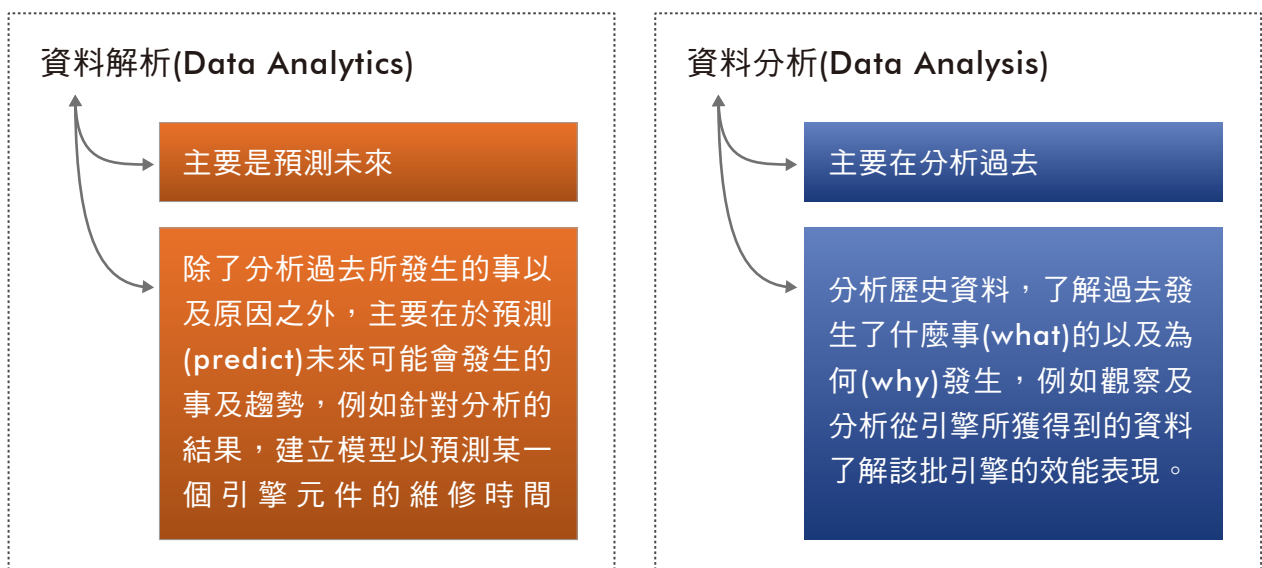 資料解析(Data Analytics)
主要是預測未來
除了分析過去所發生的事以
及原因之外，主要在於預測
(predict)未來可能會發生的
事及趨勢，例如針對分析的
結果，建立模型以預測某一
個引擎元件的維修時間
資料分析(Data Analysis)
主要在分析過去
分析歷史資料，了解過去發
生了什麼事(what)的以及為
何(why)發生，例如觀察及
分析從引擎所獲得到的資料
了解該批引擎的效能表現。